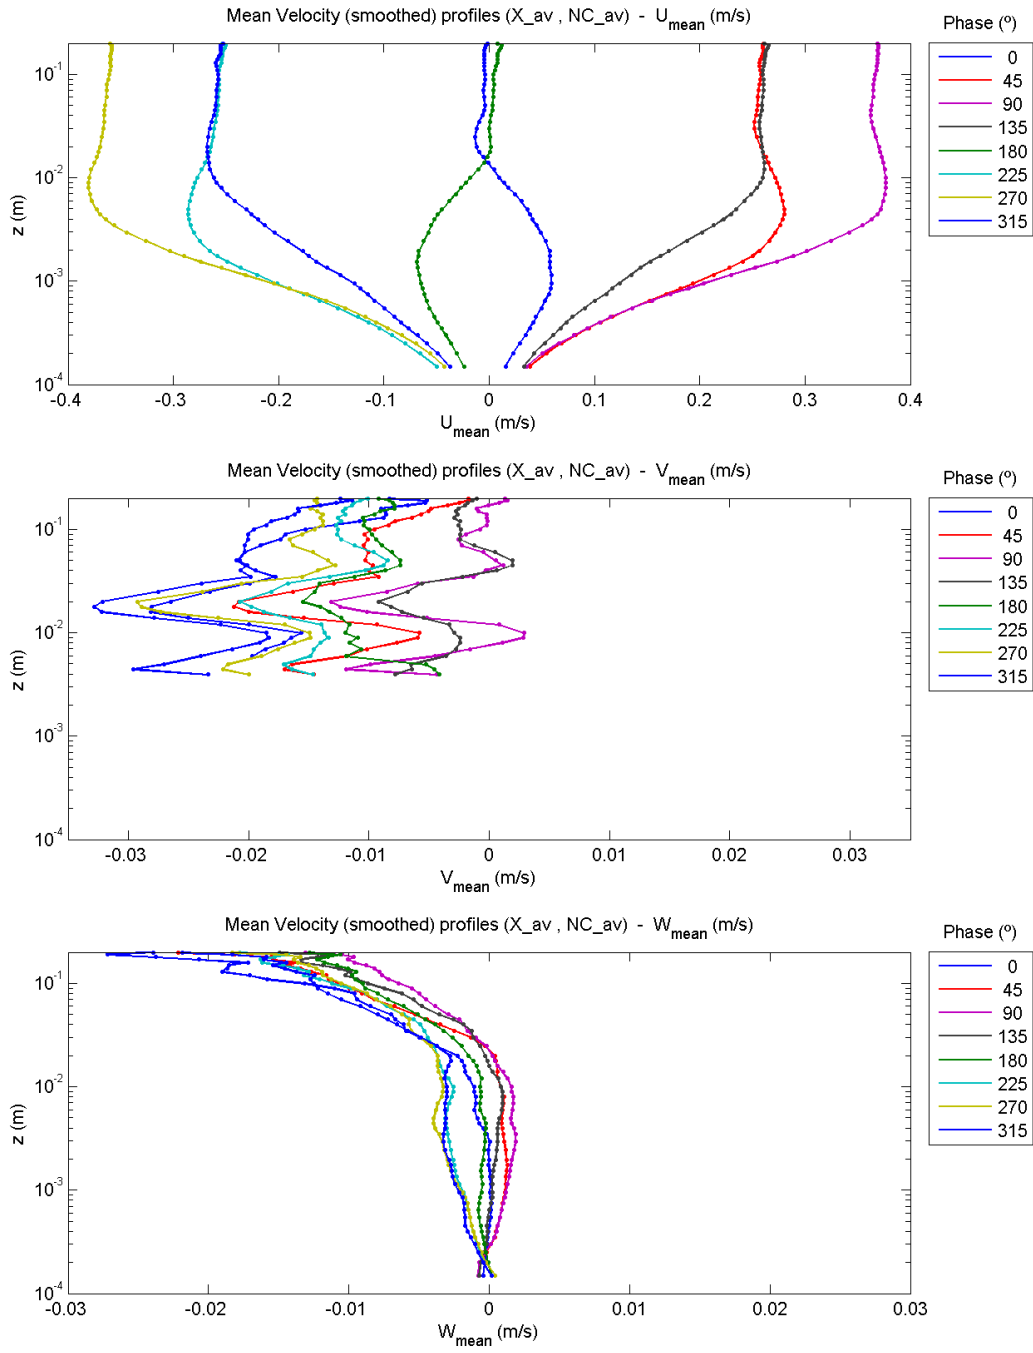 Mean Velocity (smoothed) profiles (X_av , NC_av) - U_mean (m/s)
Phase (º)
0
45
90
135
180
225
270
315
10^-1
10^-2
10^-3
10^-4
z (m)
-0.4 -0.3 -0.2 -0.1 0 0.1 0.2 0.3 0.4
U_mean (m/s)
Mean Velocity (smoothed) profiles (X_av , NC_av) - V_mean (m/s)
Phase (º)
0
45
90
135
180
225
270
315
10^-1
10^-2
10^-3
10^-4
z (m)
-0.03 -0.02 -0.01 0 0.01 0.02 0.03
V_mean (m/s)
Mean Velocity (smoothed) profiles (X_av , NC_av) - W_mean (m/s)
Phase (º)
0
45
90
135
180
225
270
315
10^-1
10^-2
10^-3
10^-4
z (m)
-0.03 -0.02 -0.01 0 0.01 0.02 0.03
W_mean (m/s)